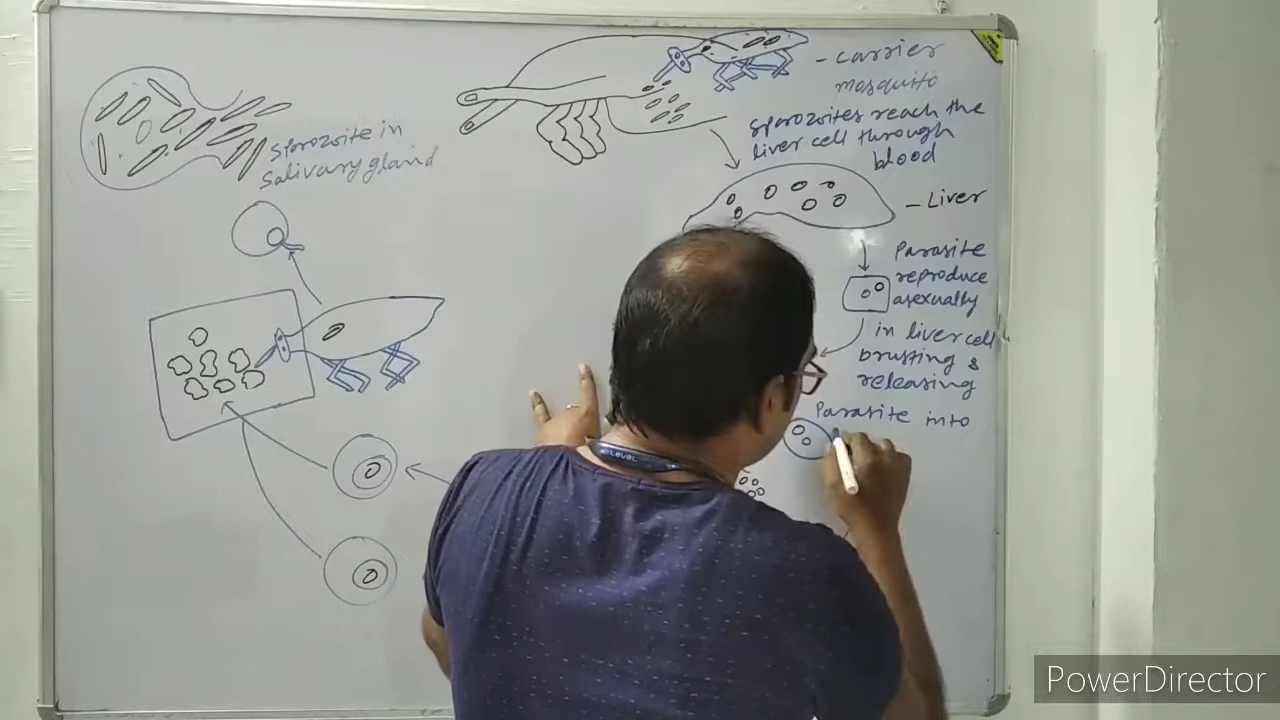 - carrier
mosquito
sporozoites reach the
liver cell through
blood
sporozoite in
salivary gland
- Liver
Parasite
reproduce
asexually
in liver cell
brusting &
releasing
Parasite into
LEVEL
PowerDirector